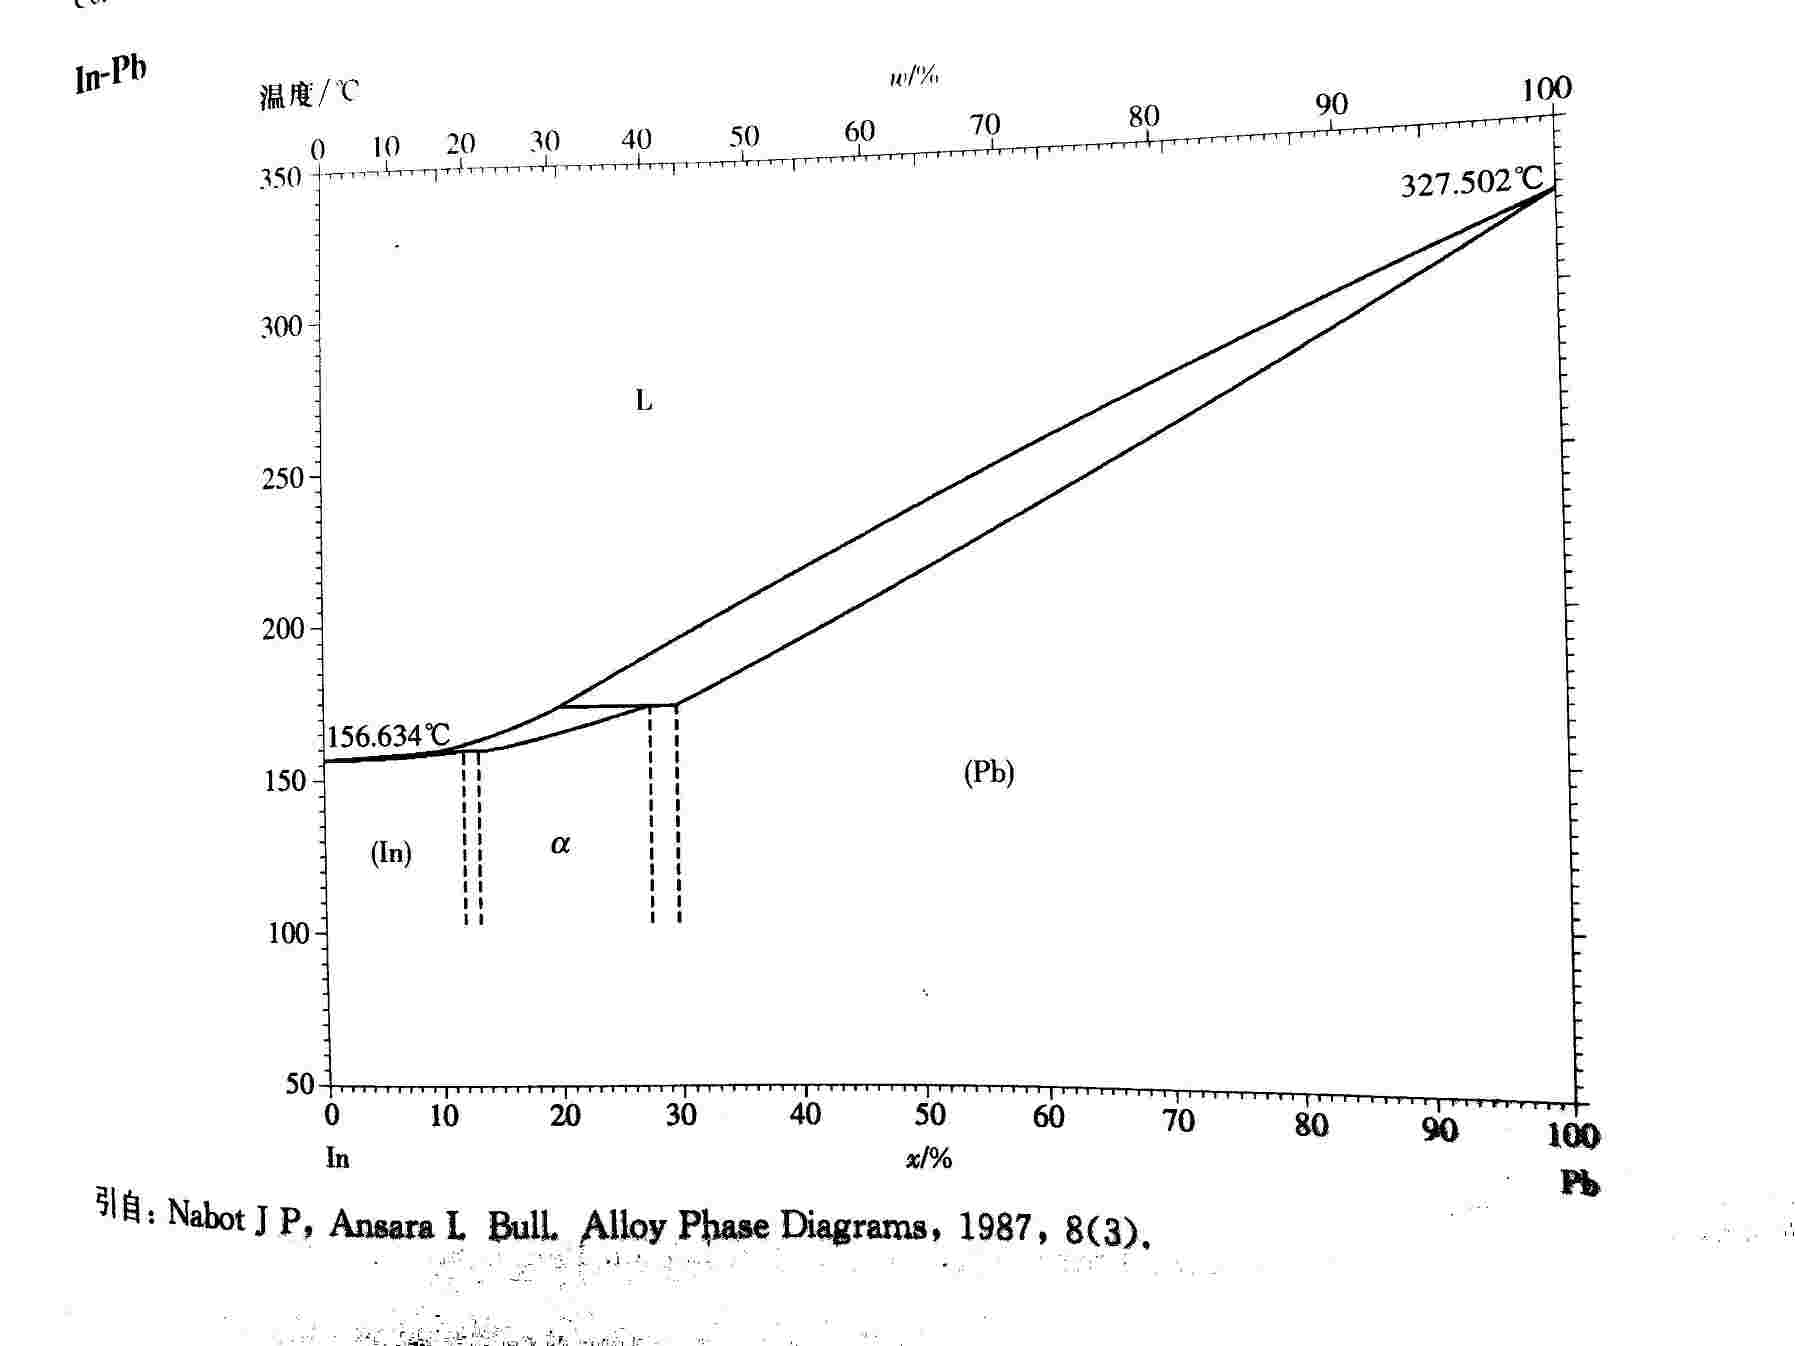 In-Pb
温度/℃
w/%
0 10 20 30 40 50 60 70 80 90 100
350
327.502℃
300
L
250
200
156.634℃
150
(Pb)
(In)
α
100
50
0 10 20 30 40 50 60 70 80 90 100
In
x/%
Pb
引自: Nabot J P, Ansara I. Bull. Alloy Phase Diagrams, 1987, 8(3).